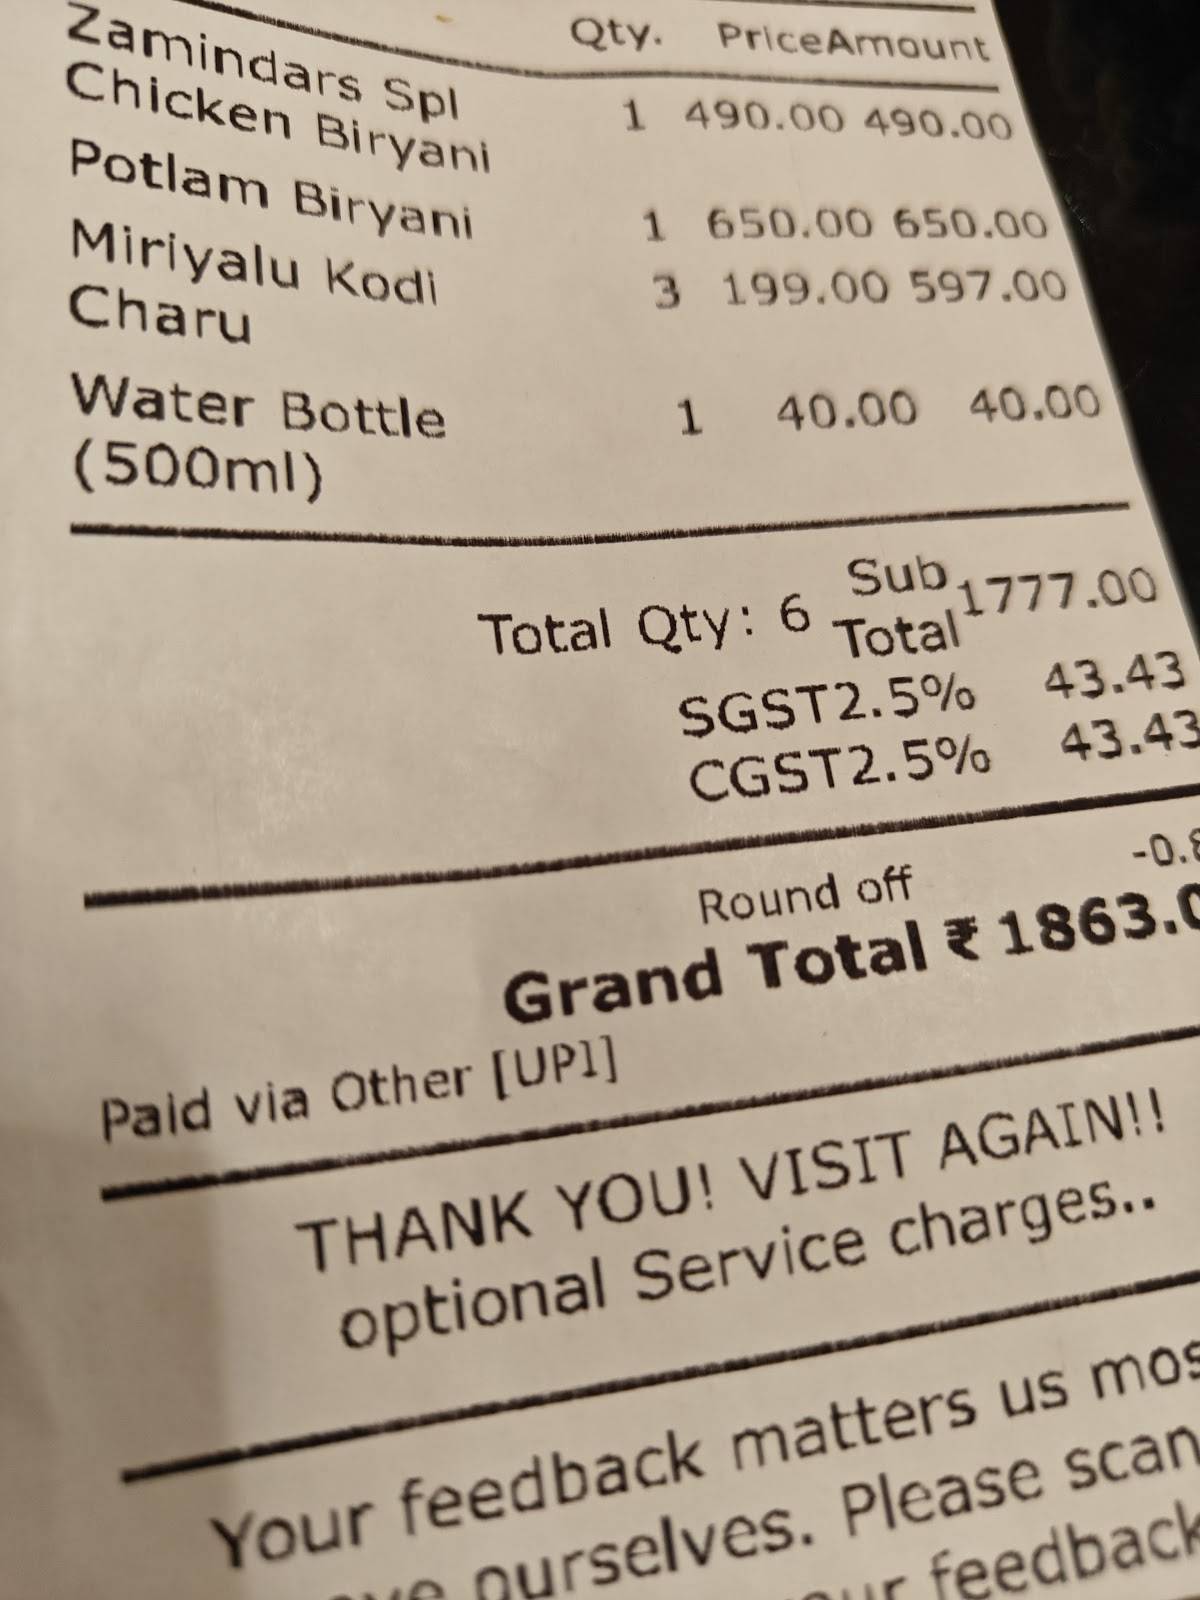 Qty. Price Amount
Zamindars Spl
Chicken Biryani 1 490.00 490.00
Potlam Biryani 1 650.00 650.00
Miriyalu Kodi 3 199.00 597.00
Charu
Water Bottle 1 40.00 40.00
(500ml)
Total Qty: 6 Sub Total 1777.00
SGST2.5% 43.43
CGST2.5% 43.43
Round off
Grand Total ₹ 1863.0
Paid via Other [UPI]
THANK YOU! VISIT AGAIN!!
optional Service charges..
Your feedback matters us
ourselves. Please scan
feedback